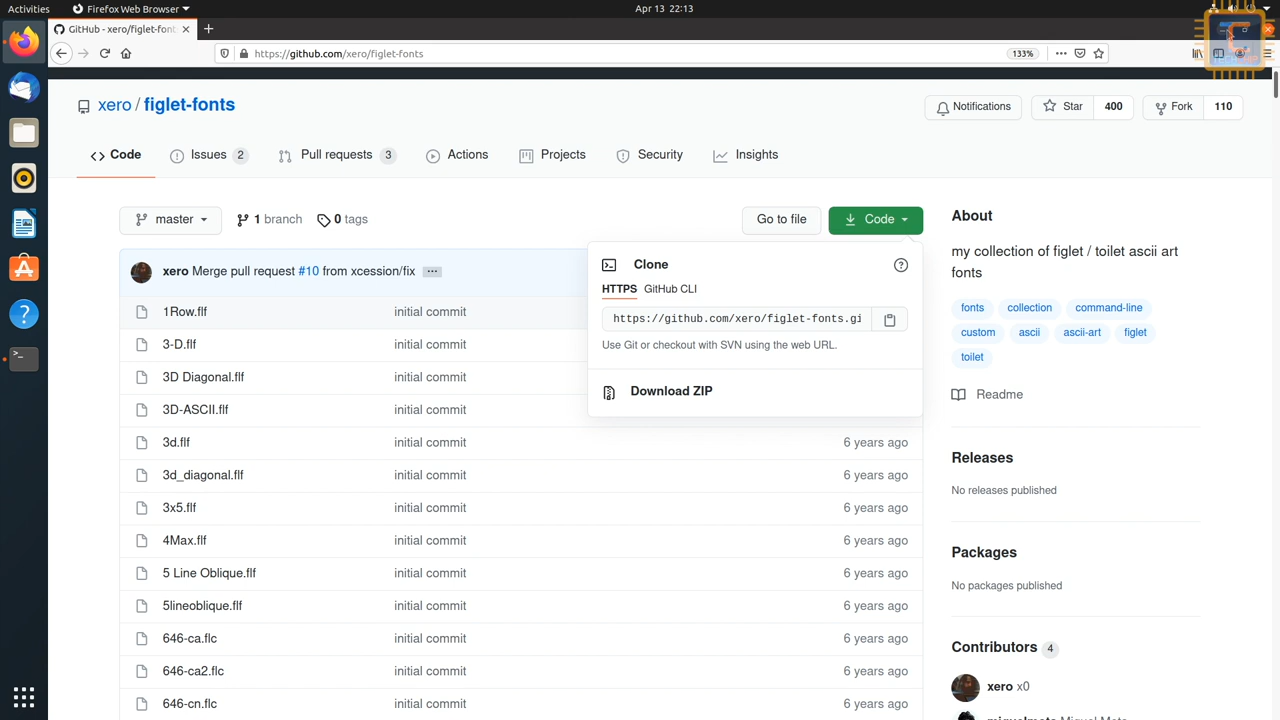 Activities
Firefox Web Browser
Apr 13 22:13
GitHub - xero/figlet-font
https://github.com/xero/figlet-fonts
133%
xero / figlet-fonts
Notifications
Star 400
Fork 110
Code
Issues 2
Pull requests 3
Actions
Projects
Security
Insights
master
1 branch
0 tags
Go to file
Code
xero Merge pull request #10 from xcession/fix
1Row.flf initial commit
3-D.flf initial commit
3D Diagonal.flf initial commit
3D-ASCII.flf initial commit
3d.flf initial commit 6 years ago
3d_diagonal.flf initial commit 6 years ago
3x5.flf initial commit 6 years ago
4Max.flf initial commit 6 years ago
5 Line Oblique.flf initial commit 6 years ago
5lineoblique.flf initial commit 6 years ago
646-ca.flc initial commit 6 years ago
646-ca2.flc initial commit 6 years ago
646-cn.flc initial commit 6 years ago
Clone
HTTPS GitHub CLI
https://github.com/xero/figlet-fonts.gi
Use Git or checkout with SVN using the web URL.
Download ZIP
About
my collection of figlet / toilet ascii art
fonts
fonts collection command-line
custom ascii ascii-art figlet
toilet
Readme
Releases
No releases published
Packages
No packages published
Contributors 4
xero x0